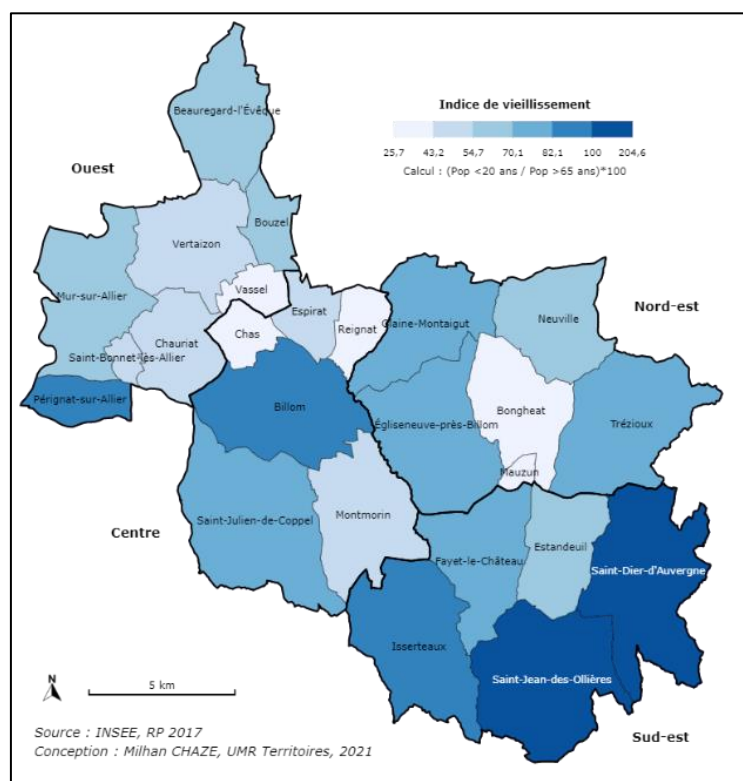 Indice de vieillissement
25,7 43,2 54,7 70,1 82,1 100 204,6
Calcul : (Pop <20 ans / Pop >65 ans)*100
Beauregard-l'Évêque
Ouest
Bouzel
Vertaizon
Mur-sur-Allier
Vassel
Espirat
Reignat
Glaine-Montaigut
Neuville
Nord-est
Chas
Chauriat
Saint-Bonnet-lès-Allier
Pérignat-sur-Allier
Billom
Bongheat
Égliseneuve-près-Billom
Trézioux
Mauzun
Saint-Julien-de-Coppel
Montmorin
Centre
Fayet-le-Château
Estandeuil
Saint-Dier-d'Auvergne
Isserteaux
Saint-Jean-des-Ollières
N
5 km
Sud-est
Source : INSEE, RP 2017
Conception : Milhan CHAZE, UMR Territoires, 2021